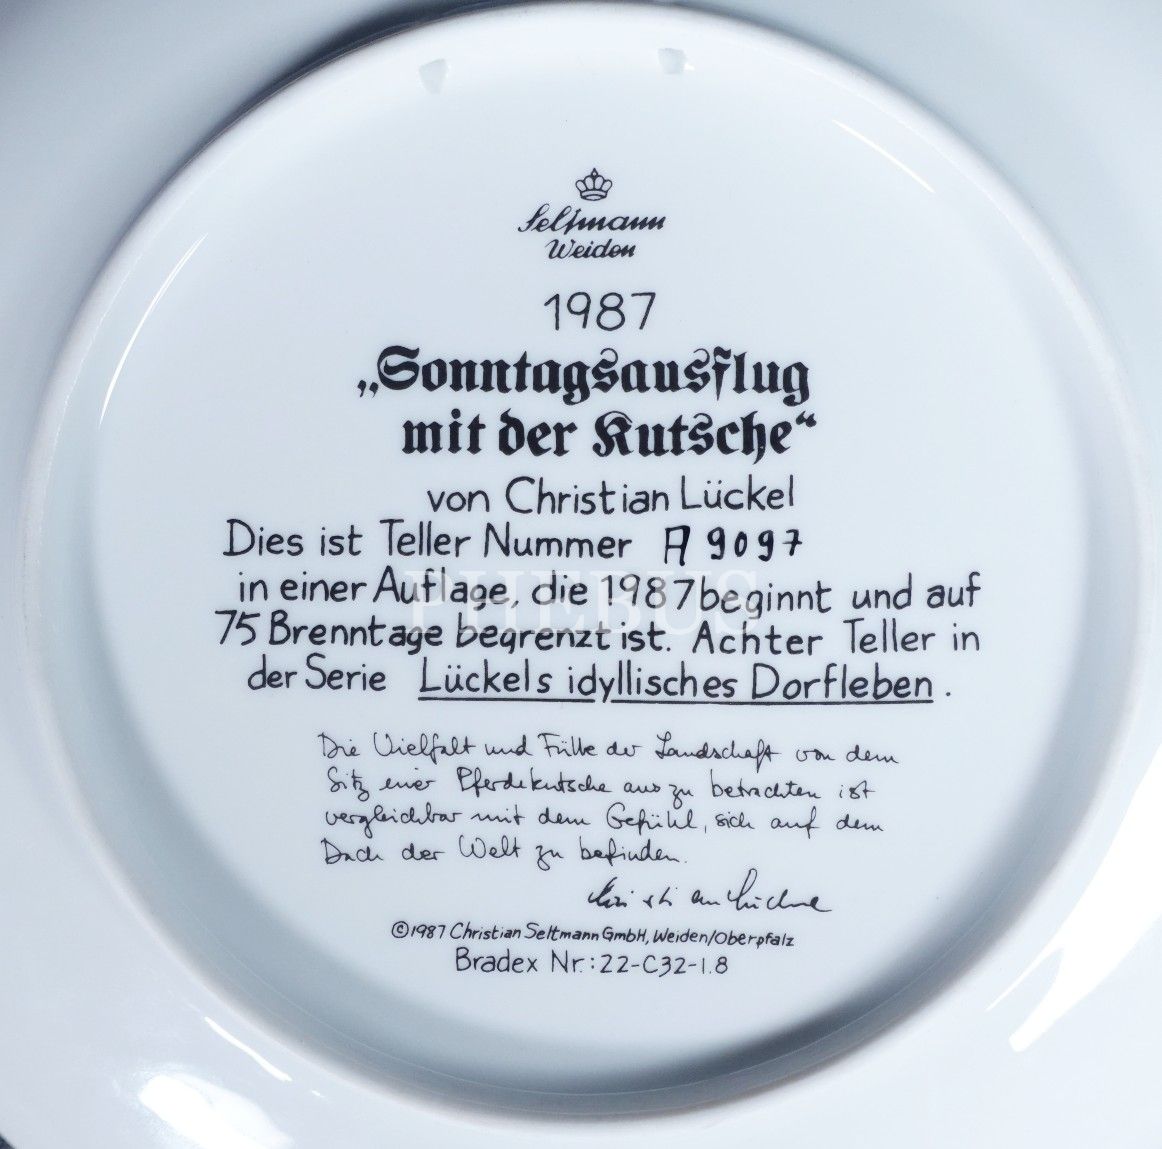 Seltmann
Weiden
1987
„Sonntagsausflug
mit der Kutsche“
von Christian Lückel
Dies ist Teller Nummer A 9097
in einer Auflage, die 1987 beginnt und auf
75 Brenntage begrenzt ist. Achter Teller in
der Serie Lückels idyllisches Dorfleben.
PHEBUS
Die Vielfalt und Fülle der Landschaft von dem
Sitz einer Pferdekutsche aus zu betrachten ist
vergleichbar mit dem Gefühl, sich auf dem
Dach der Welt zu befinden.
Christian Lückel
©1987 Christian Seltmann GmbH, Weiden/Oberpfalz
Bradex Nr.: 22-C32-1.8